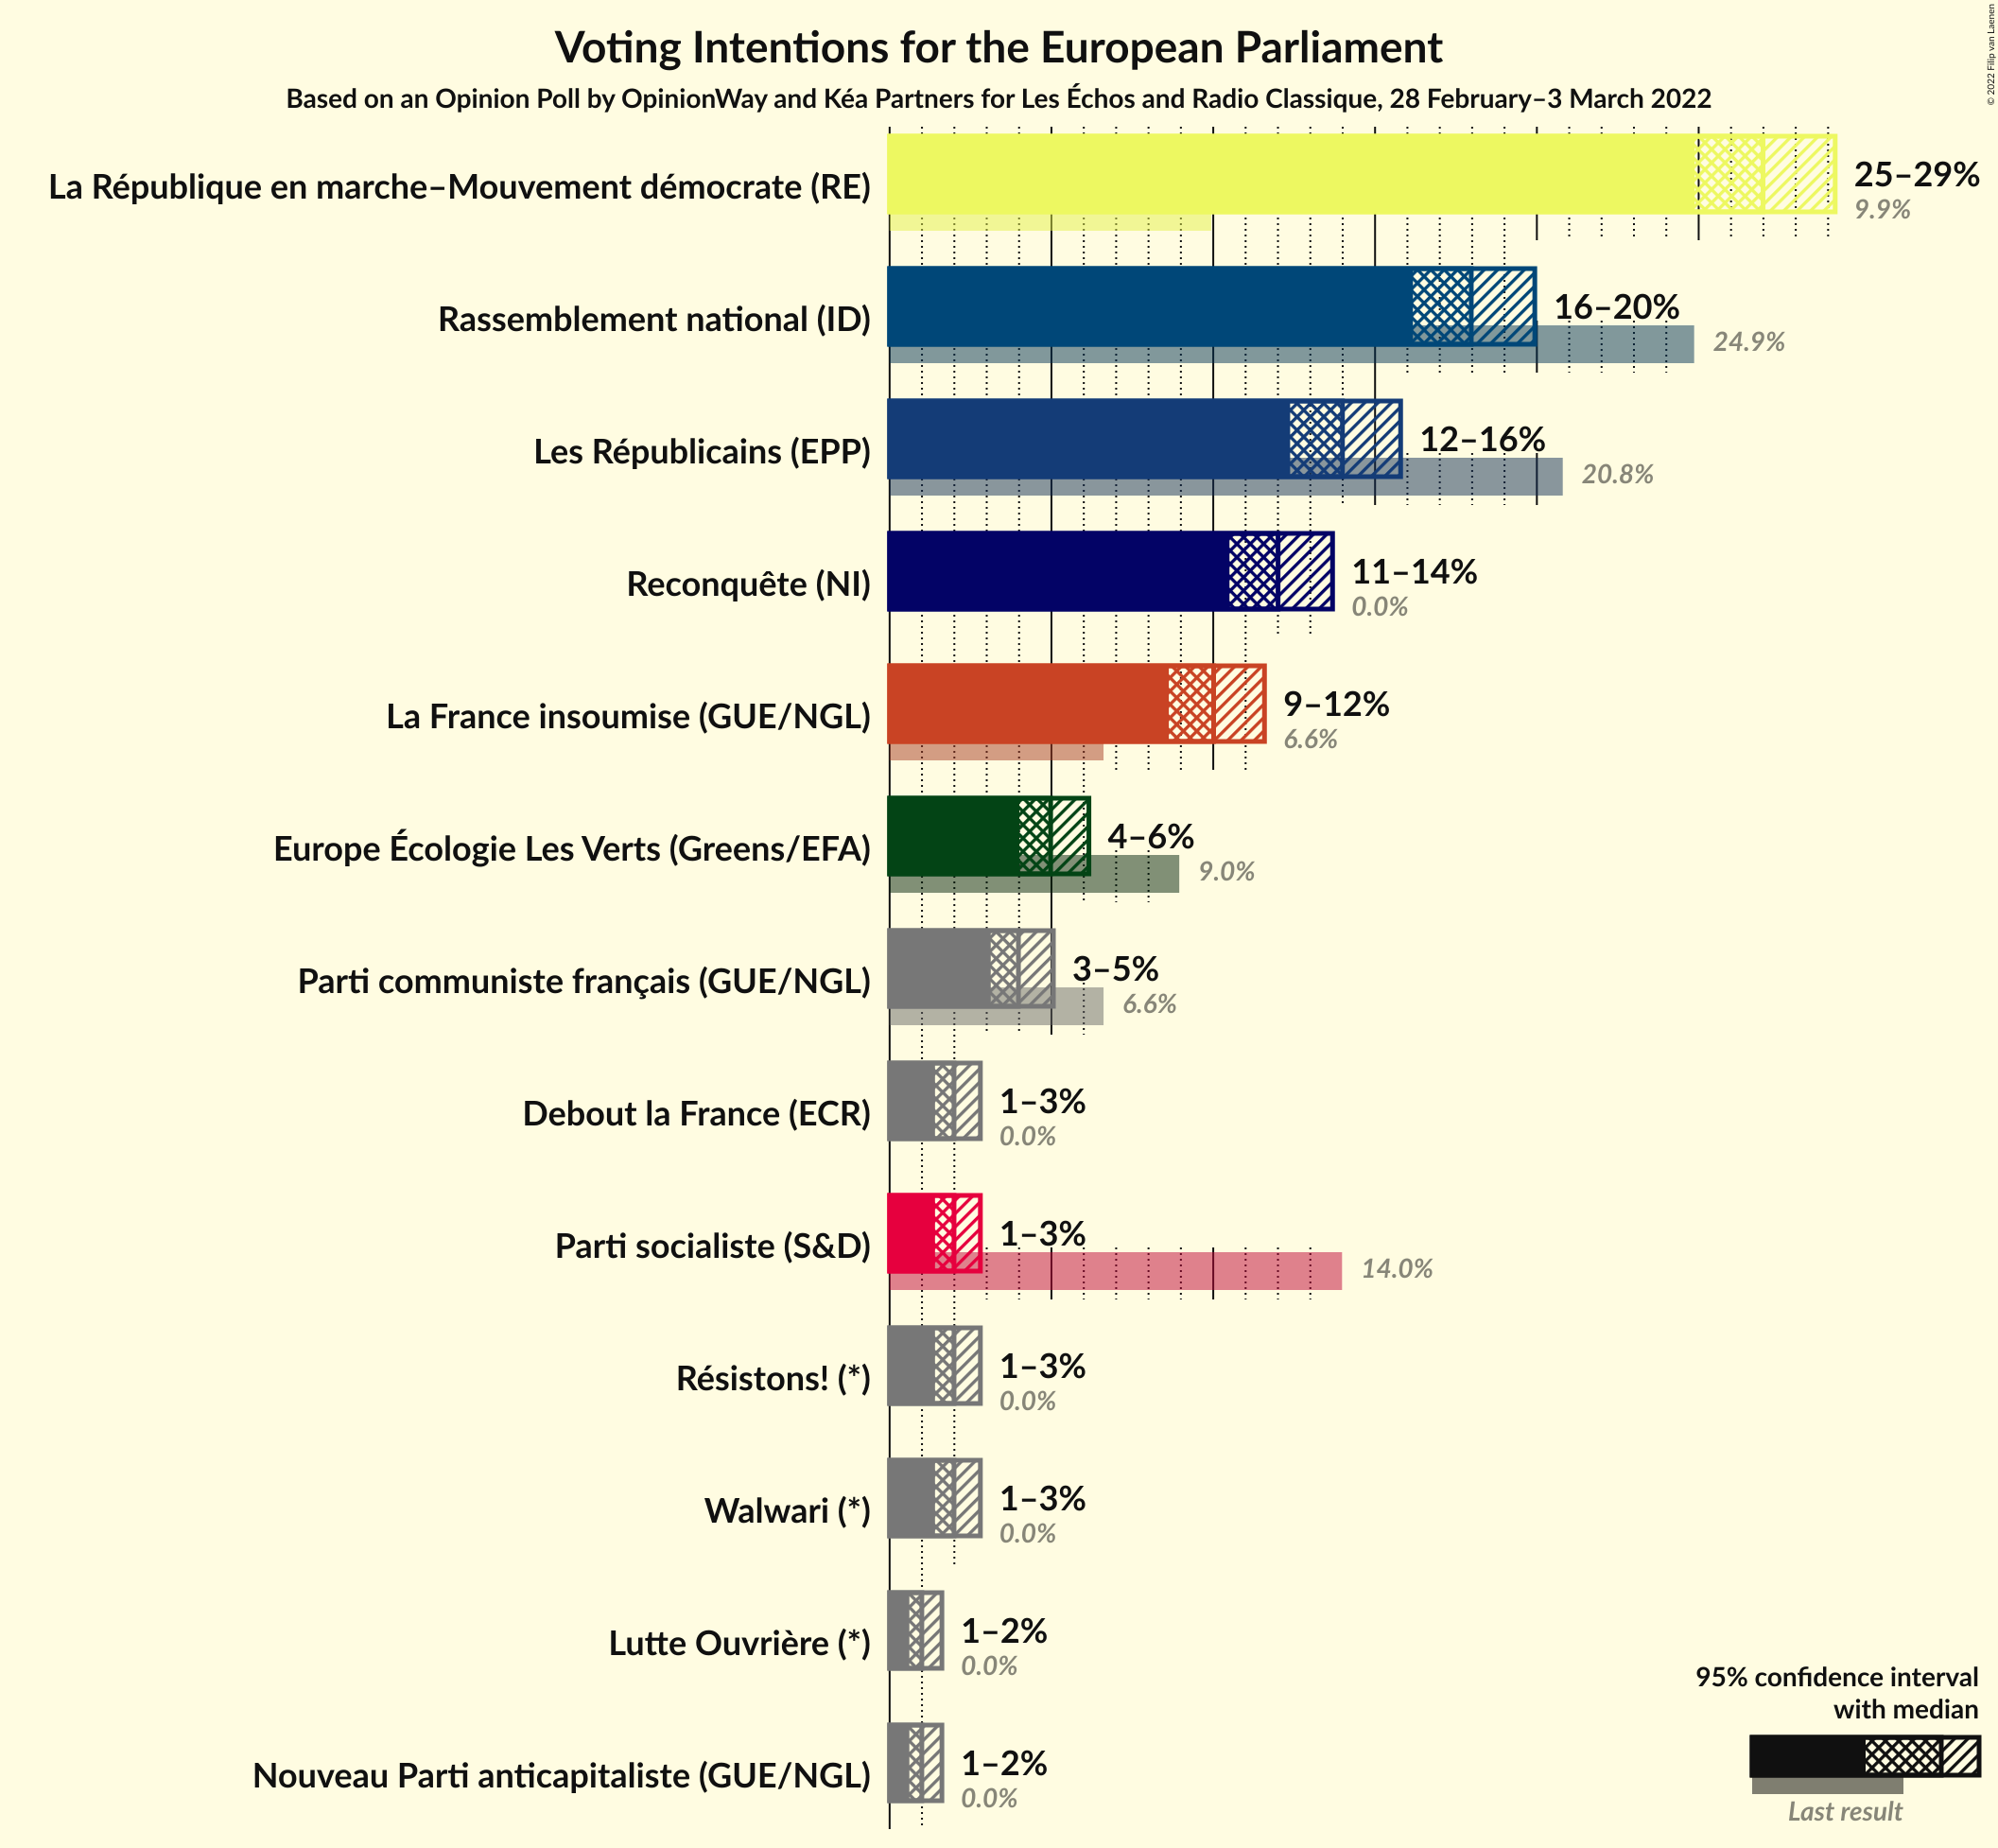 Voting Intentions for the European Parliament
Based on an Opinion Poll by OpinionWay and Kéa Partners for Les Échos and Radio Classique, 28 February–3 March 2022
© 2022 Filip van Laenen
La République en marche–Mouvement démocrate (RE)
25–29%
9.9%
Rassemblement national (ID)
16–20%
24.9%
Les Républicains (EPP)
12–16%
20.8%
Reconquête (NI)
11–14%
0.0%
La France insoumise (GUE/NGL)
9–12%
6.6%
Europe Écologie Les Verts (Greens/EFA)
4–6%
9.0%
Parti communiste français (GUE/NGL)
3–5%
6.6%
Debout la France (ECR)
1–3%
0.0%
Parti socialiste (S&D)
1–3%
14.0%
Résistons! (*)
1–3%
0.0%
Walwari (*)
1–3%
0.0%
Lutte Ouvrière (*)
1–2%
0.0%
Nouveau Parti anticapitaliste (GUE/NGL)
1–2%
0.0%
95% confidence interval
with median
Last result